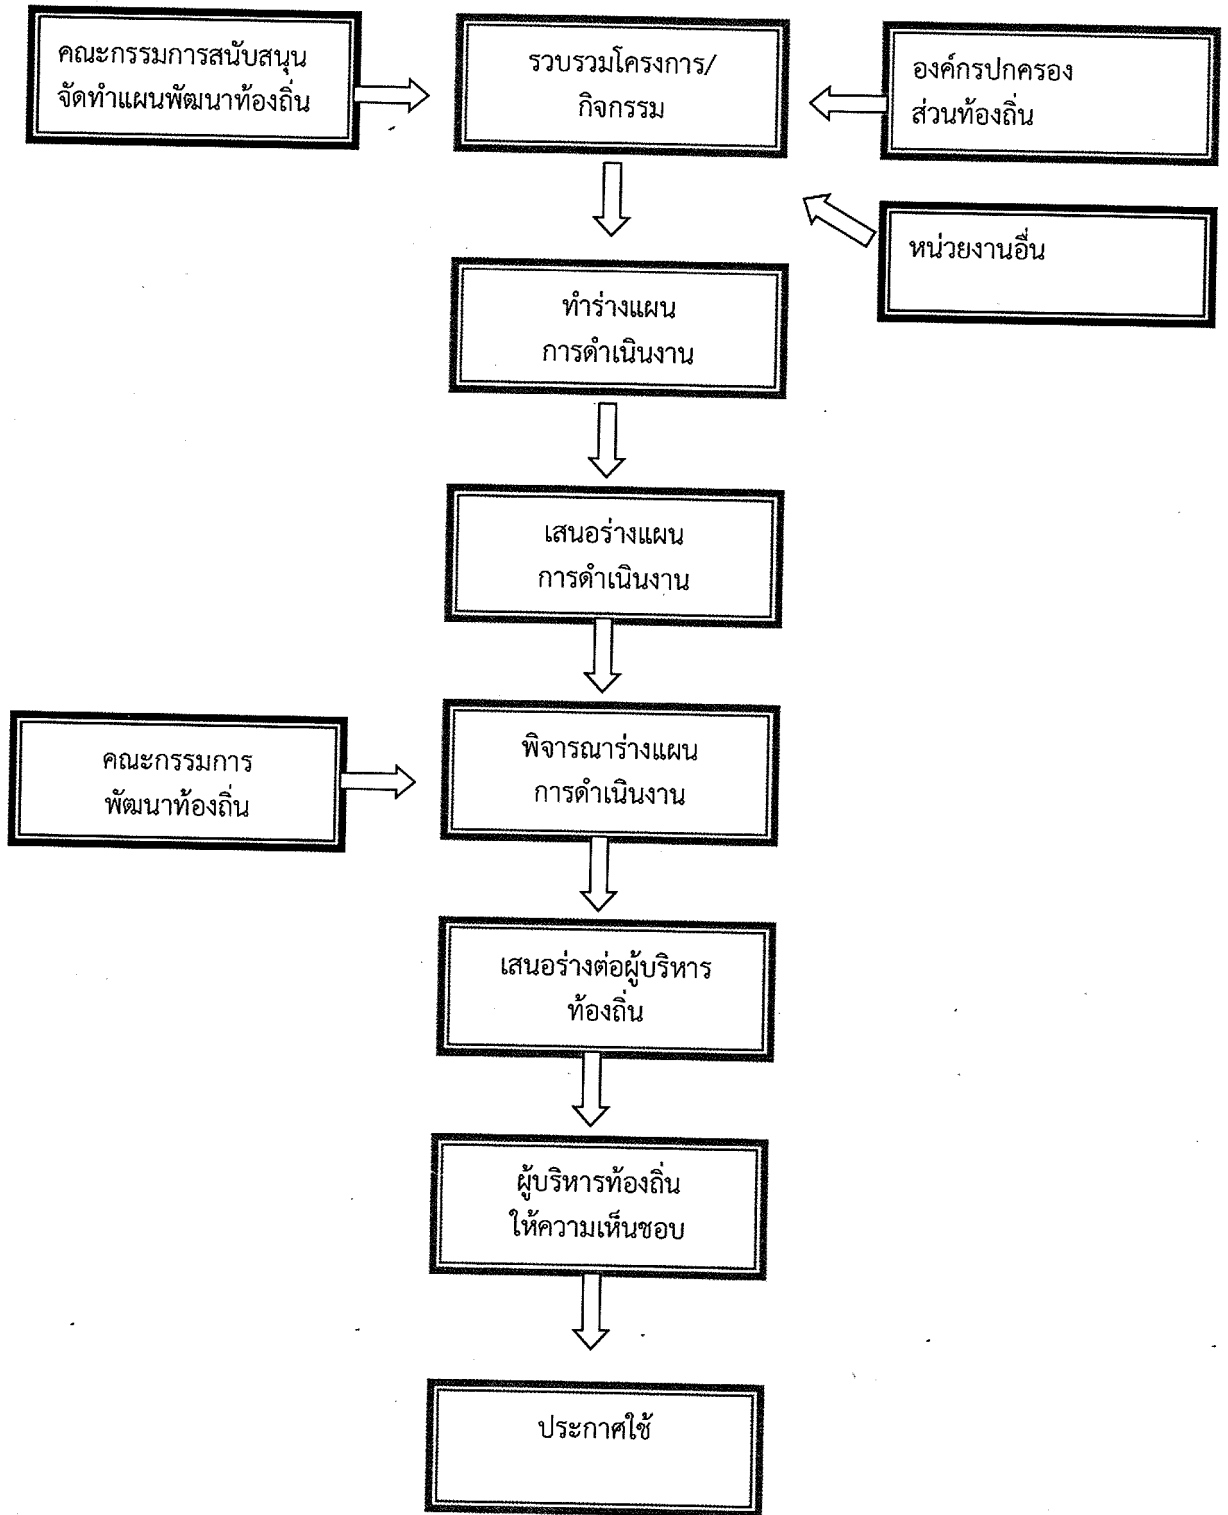 คณะกรรมการสนับสนุน
จัดทำแผนพัฒนาท้องถิ่น
รวบรวมโครงการ/
กิจกรรม
องค์กรปกครอง
ส่วนท้องถิ่น
หน่วยงานอื่น
ทำร่างแผน
การดำเนินงาน
เสนอร่างแผน
การดำเนินงาน
คณะกรรมการ
พัฒนาท้องถิ่น
พิจารณาร่างแผน
การดำเนินงาน
เสนอร่างต่อผู้บริหาร
ท้องถิ่น
ผู้บริหารท้องถิ่น
ให้ความเห็นชอบ
ประกาศใช้